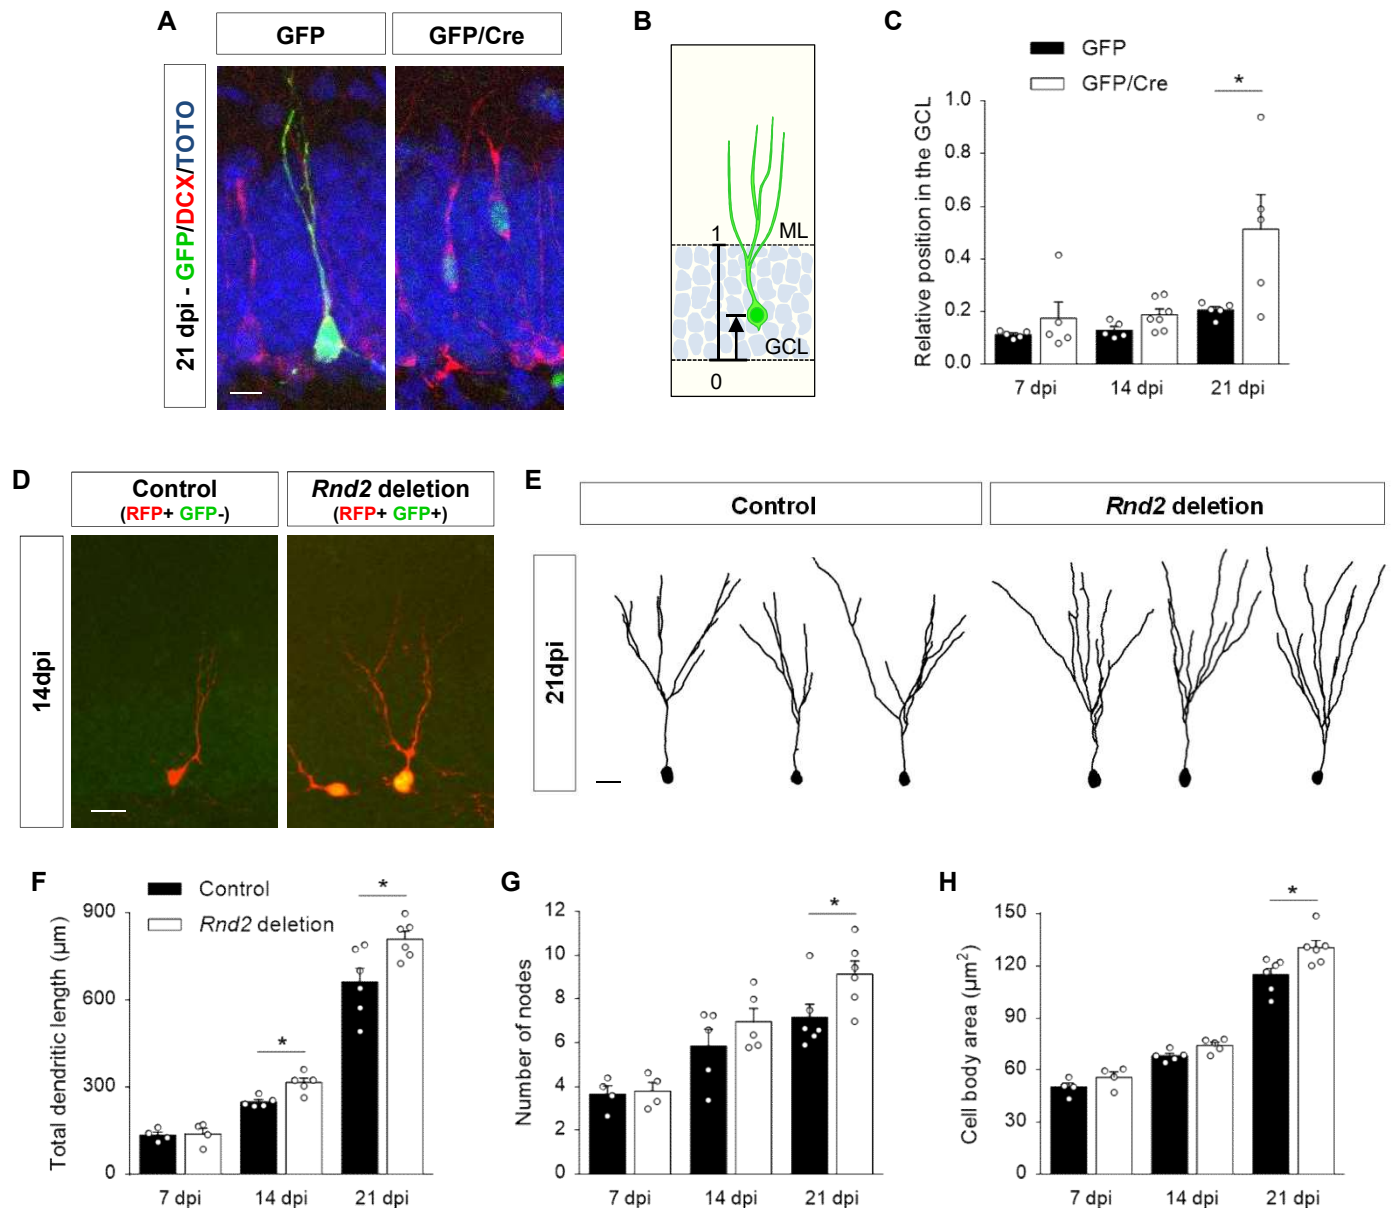 A
GFP
GFP/Cre
21 dpi - GFP/DCX/TOTO
B
1
ML
GCL
0
C
GFP
GFP/Cre
*
Relative position in the GCL
1.0
0.8
0.6
0.4
0.2
0.0
7 dpi
14 dpi
21 dpi
D
Control
(RFP+ GFP-)
Rnd2 deletion
(RFP+ GFP+)
14dpi
E
Control
Rnd2 deletion
21dpi
F
Control
Rnd2 deletion
*
*
Total dendritic length (µm)
900
600
300
0
7 dpi
14 dpi
21 dpi
G
*
Number of nodes
12
10
8
6
4
2
0
7 dpi
14 dpi
21 dpi
H
*
Cell body area (µm²)
150
120
90
60
30
0
7 dpi
14 dpi
21 dpi